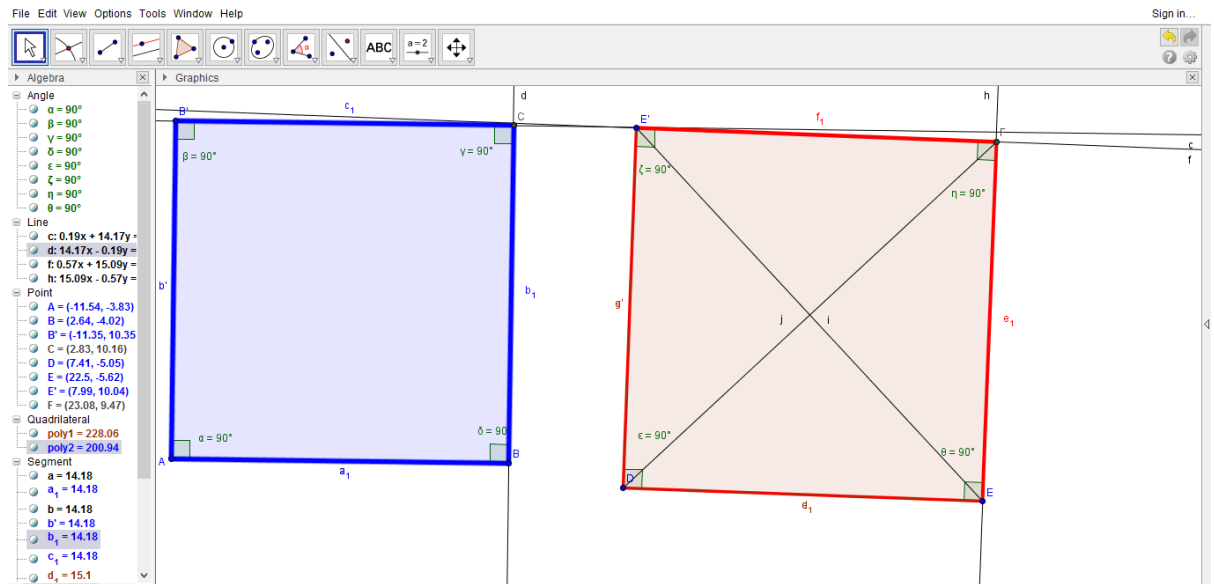 File Edit View Options Tools Window Help
Sign in...
ABC
a=2
Algebra
Graphics
Angle
α = 90°
β = 90°
γ = 90°
δ = 90°
ε = 90°
ζ = 90°
η = 90°
θ = 90°
Line
c: 0.19x + 14.17y =
d: 14.17x - 0.19y =
f: 0.57x + 15.09y =
h: 15.09x - 0.57y =
Point
A = (-11.54, -3.83)
B = (2.64, -4.02)
B' = (-11.35, 10.35
C = (2.83, 10.16)
D = (7.41, -5.05)
E = (22.5, -5.62)
E' = (7.99, 10.04)
F = (23.08, 9.47)
Quadrilateral
poly1 = 228.06
poly2 = 200.94
Segment
a = 14.18
a₁ = 14.18
b = 14.18
b' = 14.18
b₁ = 14.18
c₁ = 14.18
d₁ = 15.1
d
h
B'
c₁
C
E'
f₁
c
f
β = 90°
γ = 90°
ζ = 90°
η = 90°
b'
b₁
j
i
e₁
α = 90°
δ = 90
ε = 90°
θ = 90°
A
a₁
B
D
E